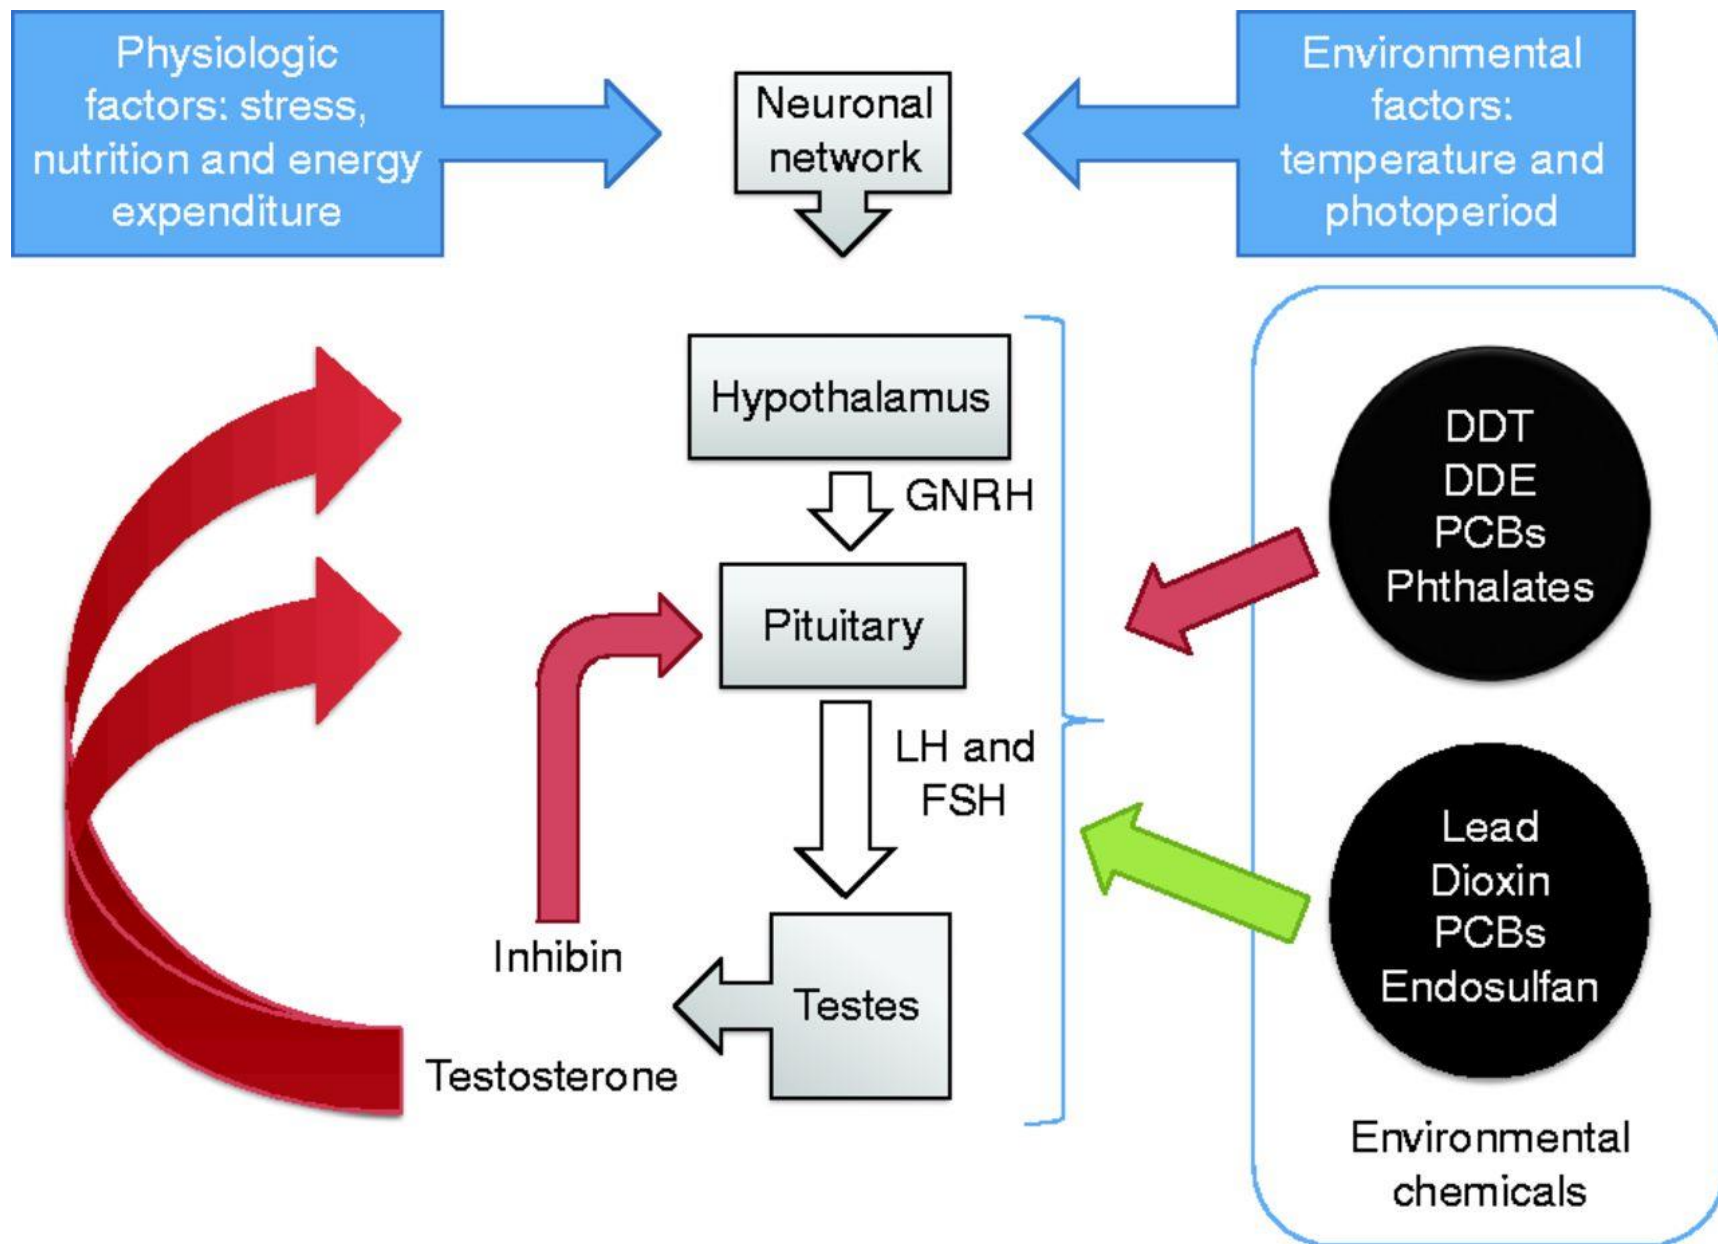 Physiologic
factors: stress,
nutrition and energy
expenditure
Neuronal
network
Environmental
factors:
temperature and
photoperiod
Hypothalamus
GNRH
Pituitary
LH and
FSH
Inhibin
Testes
Testosterone
DDT
DDE
PCBs
Phthalates
Lead
Dioxin
PCBs
Endosulfan
Environmental
chemicals